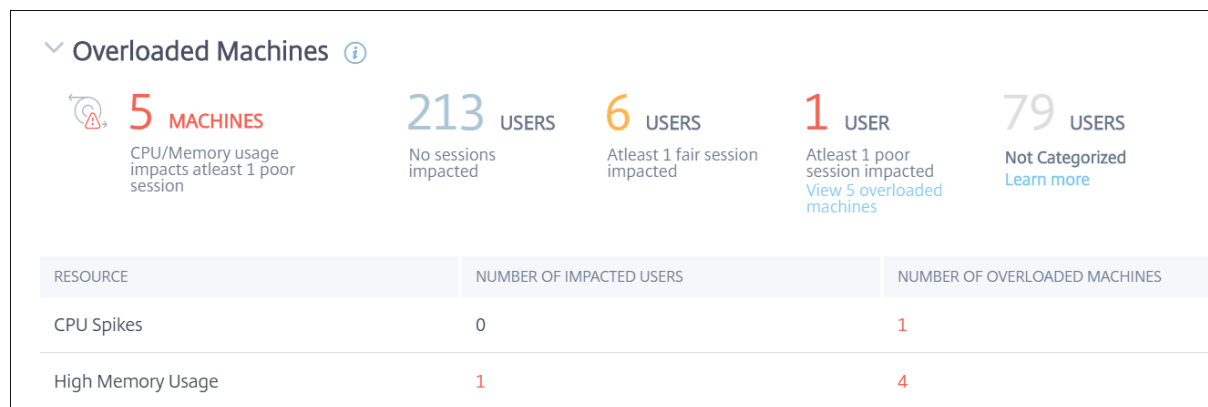 Overloaded Machines
5 MACHINES
CPU/Memory usage
impacts atleast 1 poor
session
213 USERS
No sessions
impacted
6 USERS
Atleast 1 fair session
impacted
1 USER
Atleast 1 poor
session impacted
View 5 overloaded
machines
79 USERS
Not Categorized
Learn more
RESOURCE NUMBER OF IMPACTED USERS NUMBER OF OVERLOADED MACHINES
CPU Spikes 0 1
High Memory Usage 1 4